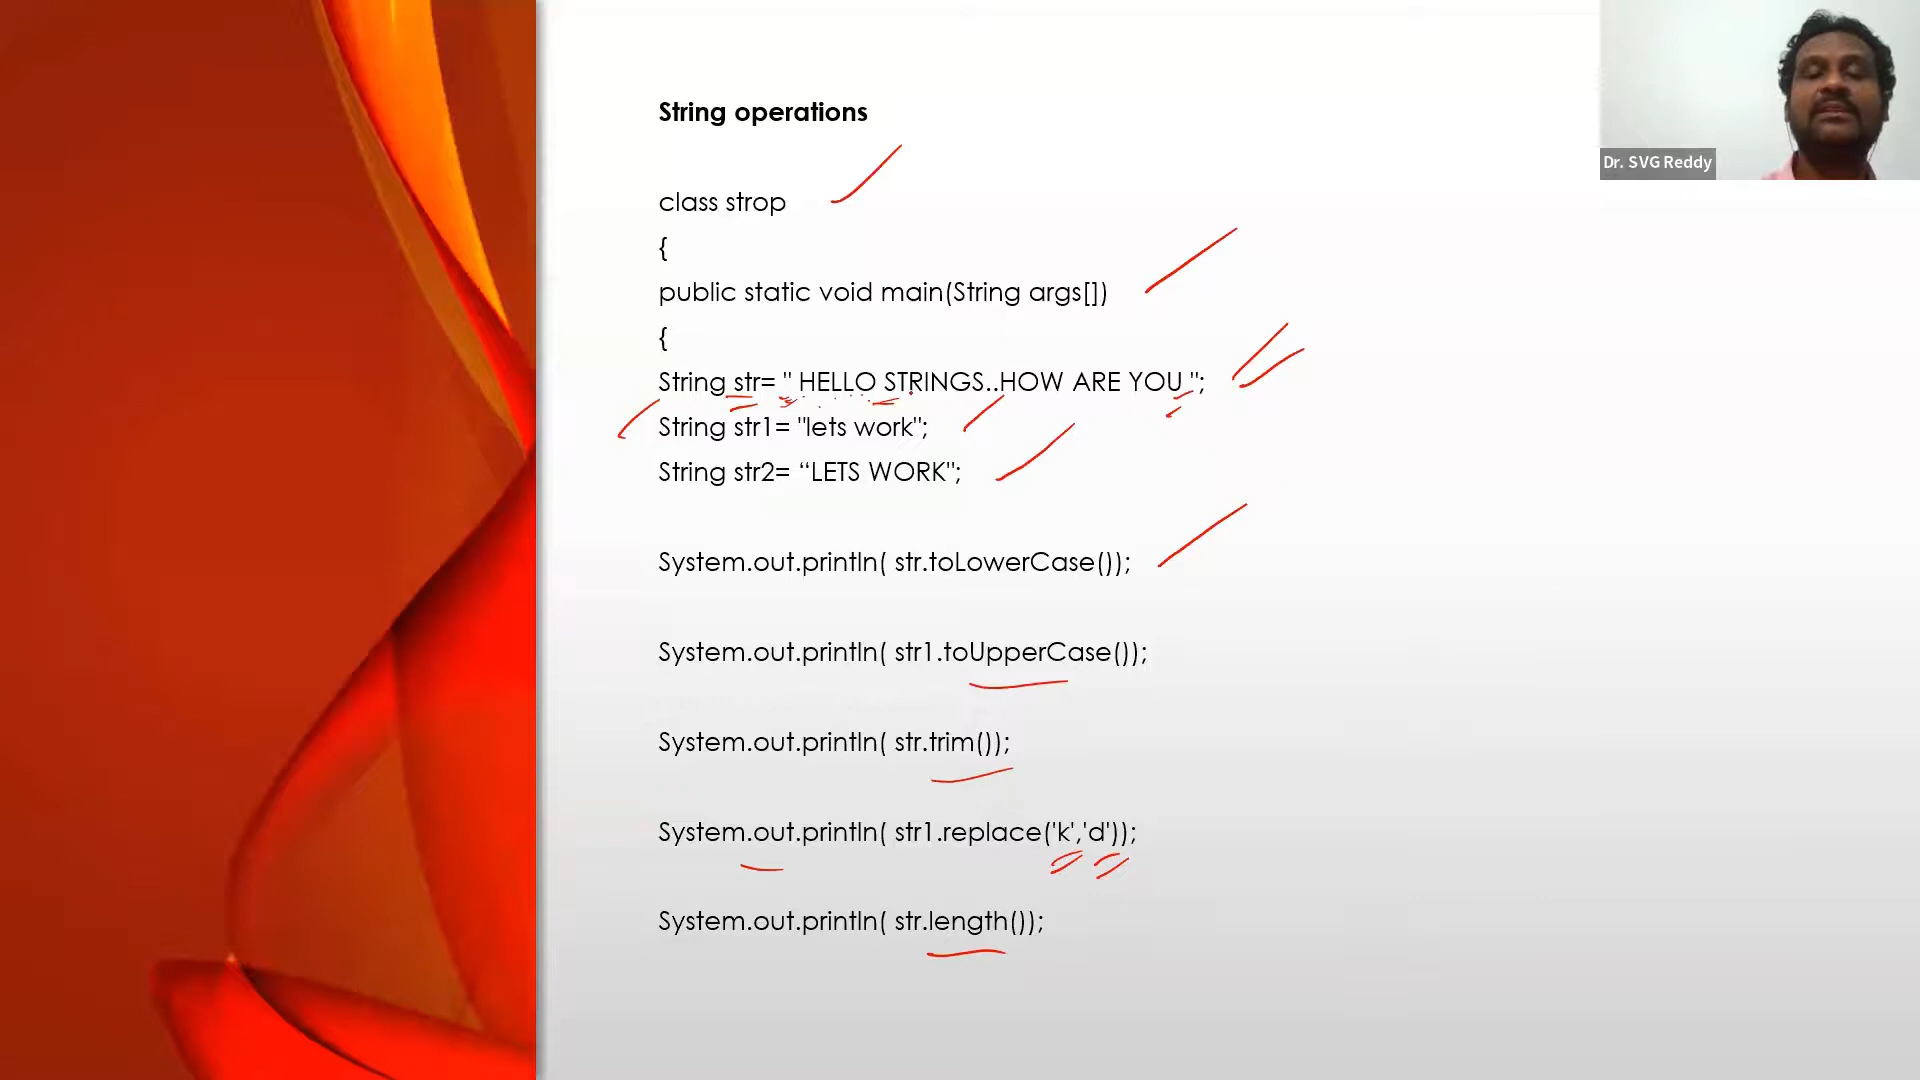 String operations
class strop
{
public static void main(String args[])
{
String str= " HELLO STRINGS..HOW ARE YOU ";
String str1= "lets work";
String str2= “LETS WORK";
System.out.println( str.toLowerCase());
System.out.println( str1.toUpperCase());
System.out.println( str.trim());
System.out.println( str1.replace('k','d'));
System.out.println( str.length());
Dr. SVG Reddy